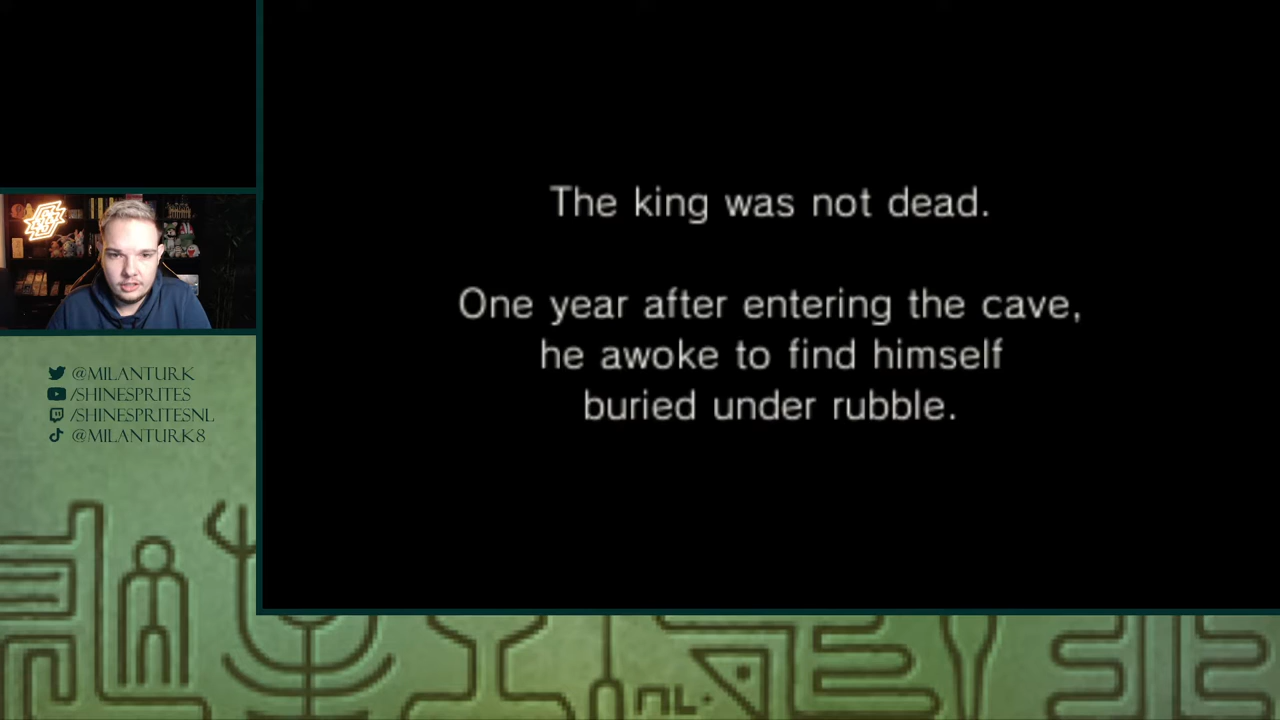 The king was not dead.
One year after entering the cave,
he awoke to find himself
buried under rubble.
@MILANTURK
/SHINESPRITES
/SHINESPRITESNL
@MILANTURK8